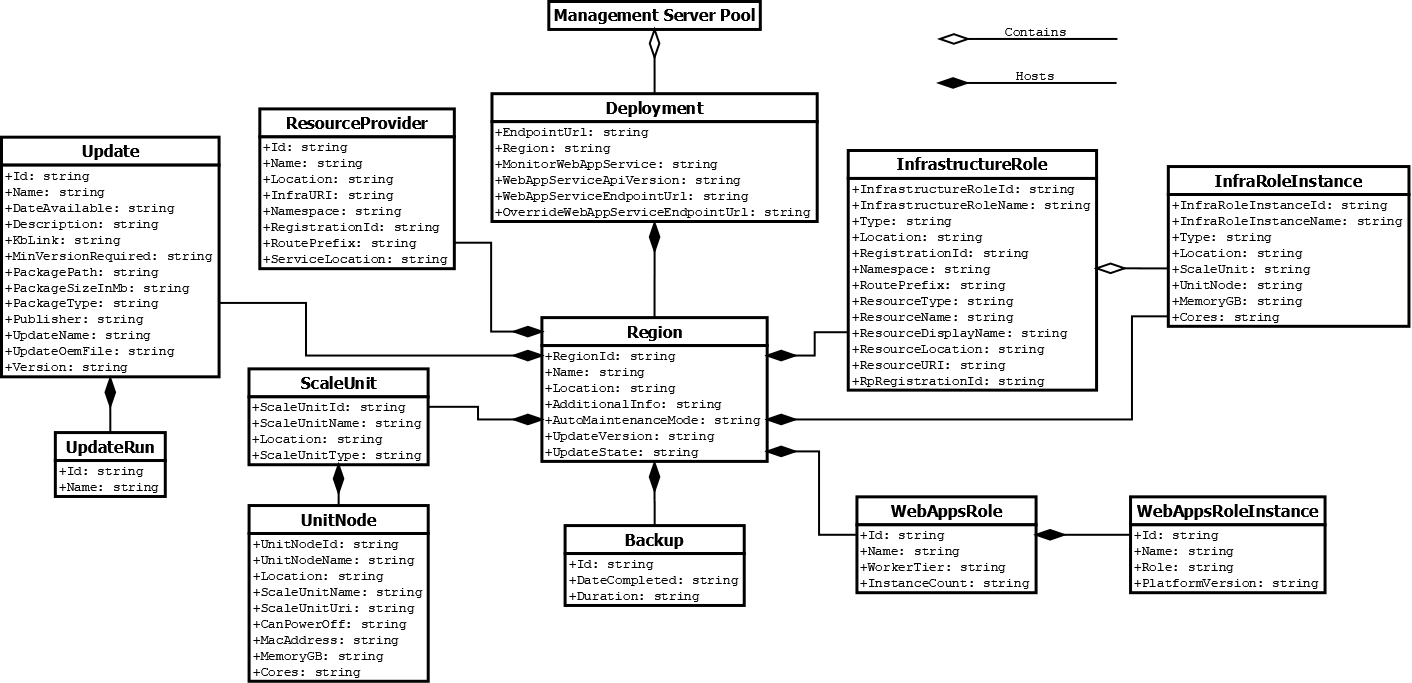 Management Server Pool
Contains
Hosts
Deployment
+EndpointUrl: string
+Region: string
+MonitorWebAppService: string
+WebAppServiceApiVersion: string
+WebAppServiceEndpointUrl: string
+OverrideWebAppServiceEndpointUrl: string
ResourceProvider
+Id: string
+Name: string
+Location: string
+InfraURI: string
+Namespace: string
+RegistrationId: string
+RoutePrefix: string
+ServiceLocation: string
Update
+Id: string
+Name: string
+DateAvailable: string
+Description: string
+KbLink: string
+MinVersionRequired: string
+PackagePath: string
+PackageSizeInMb: string
+PackageType: string
+Publisher: string
+UpdateName: string
+UpdateOemFile: string
+Version: string
InfrastructureRole
+InfrastructureRoleId: string
+InfrastructureRoleName: string
+Type: string
+Location: string
+RegistrationId: string
+Namespace: string
+RoutePrefix: string
+ResourceType: string
+ResourceName: string
+ResourceDisplayName: string
+ResourceLocation: string
+ResourceURI: string
+RpRegistrationId: string
InfraRoleInstance
+InfraRoleInstanceId: string
+InfraRoleInstanceName: string
+Type: string
+Location: string
+ScaleUnit: string
+UnitNode: string
+MemoryGB: string
+Cores: string
Region
+RegionId: string
+Name: string
+Location: string
+AdditionalInfo: string
+AutoMaintenanceMode: string
+UpdateVersion: string
+UpdateState: string
ScaleUnit
+ScaleUnitId: string
+ScaleUnitName: string
+Location: string
+ScaleUnitType: string
UpdateRun
+Id: string
+Name: string
UnitNode
+UnitNodeId: string
+UnitNodeName: string
+Location: string
+ScaleUnitName: string
+ScaleUnitUri: string
+CanPowerOff: string
+MacAddress: string
+MemoryGB: string
+Cores: string
Backup
+Id: string
+DateCompleted: string
+Duration: string
WebAppsRole
+Id: string
+Name: string
+WorkerTier: string
+InstanceCount: string
WebAppsRoleInstance
+Id: string
+Name: string
+Role: string
+PlatformVersion: string